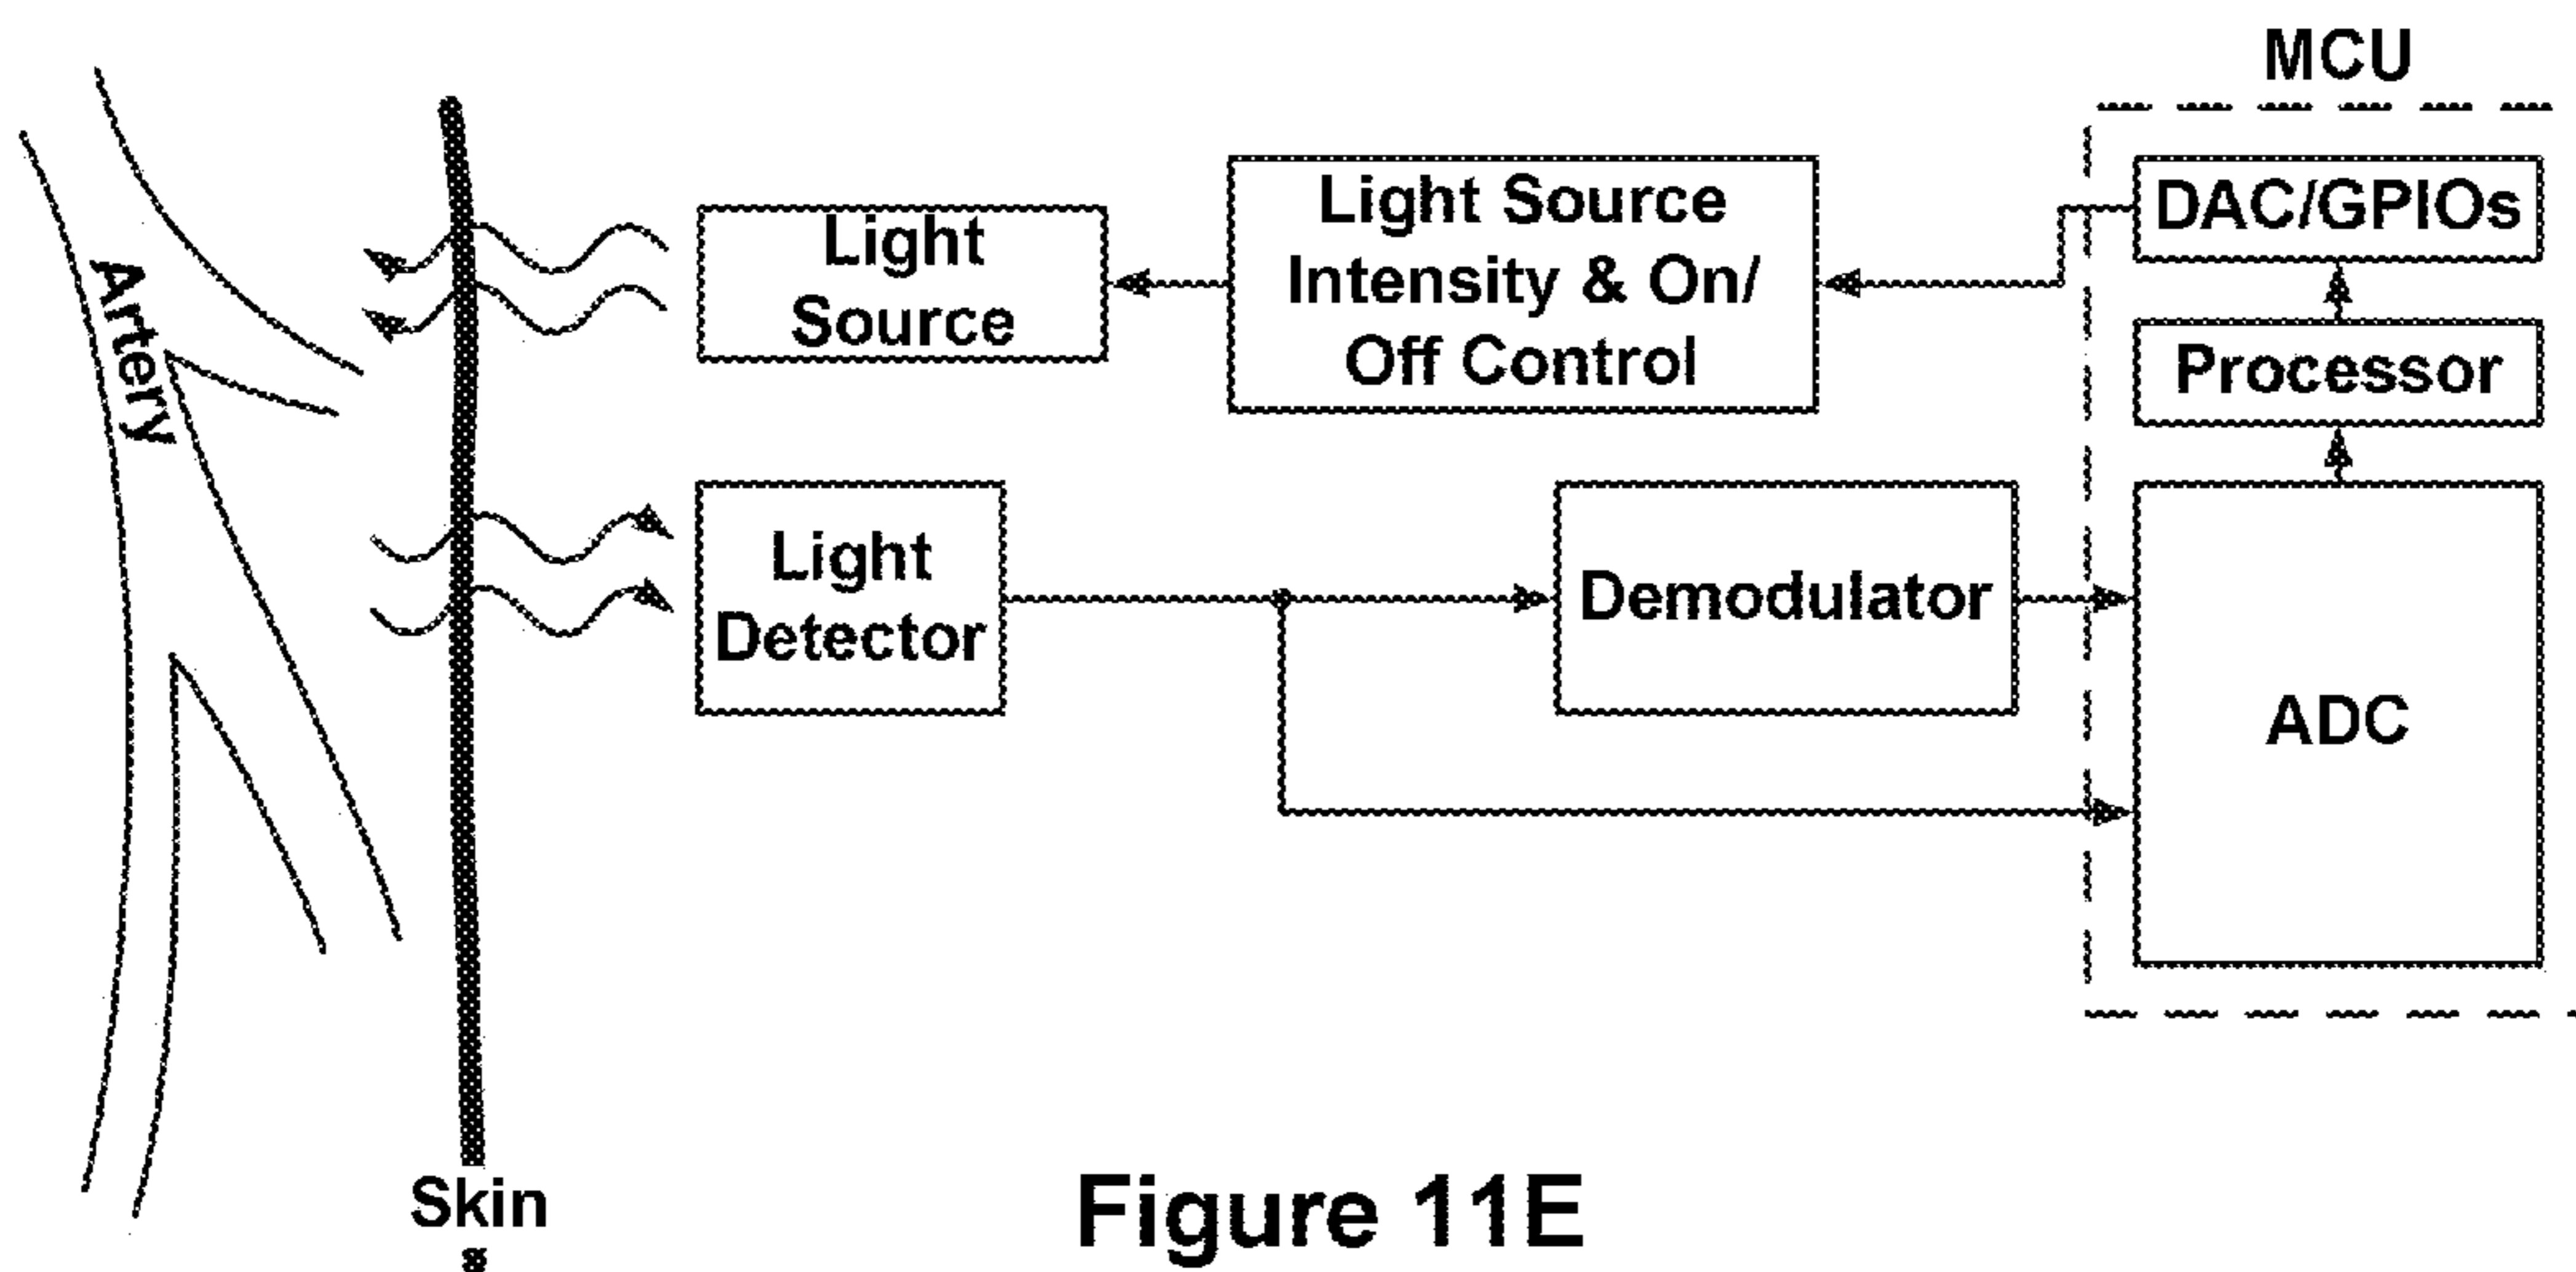 MCU
Light Source
Intensity & On/
Off Control
DAC/GPIOs
Light
Source
Processor
Artery
Light
Detector
Demodulator
ADC
Skin
Figure 11E